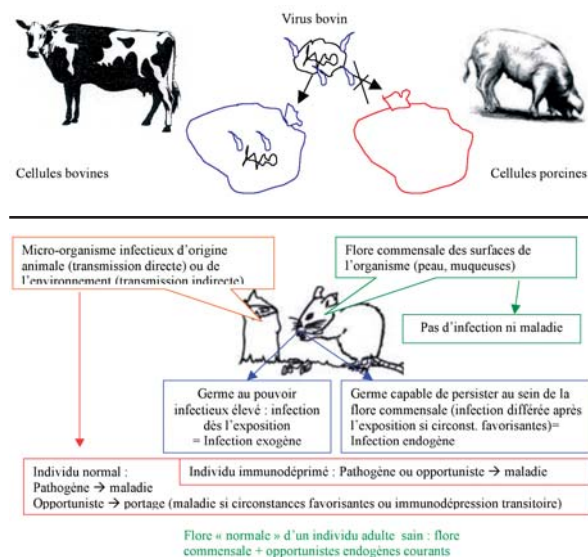 Virus bovin
Cellules bovines
Cellules porcines
Micro-organisme infectieux d'origine
animale (transmission directe) ou de
l'environnement (transmission indirecte)
Flore commensale des surfaces de
l'organisme (peau, muqueuses)
Pas d'infection ni maladie
Germe au pouvoir
infectieux élevé : infection
dès l'exposition
= Infection exogène
Germe capable de persister au sein de la
flore commensale (infection différée après
l'exposition si circonst. favorisantes)=
Infection endogène
Individu normal :
Pathogène → maladie
Opportuniste → portage (maladie si circonstances favorisantes ou immunodépression transitoire)
Individu immunodéprimé : Pathogène ou opportuniste → maladie
Flore « normale » d'un individu adulte sain : flore
commensale + opportunistes endogènes courants